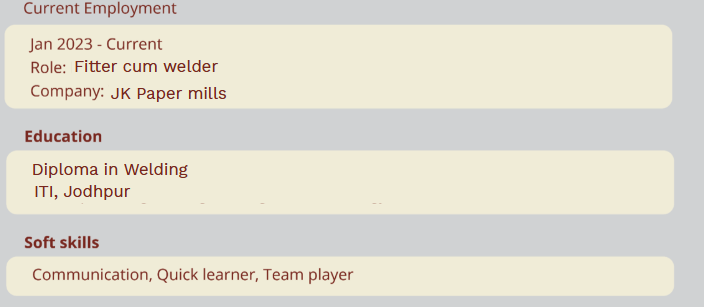 Current Employment
Jan 2023 - Current
Role: Fitter cum welder
Company: JK Paper mills
Education
Diploma in Welding
ITI, Jodhpur
Soft skills
Communication, Quick learner, Team player